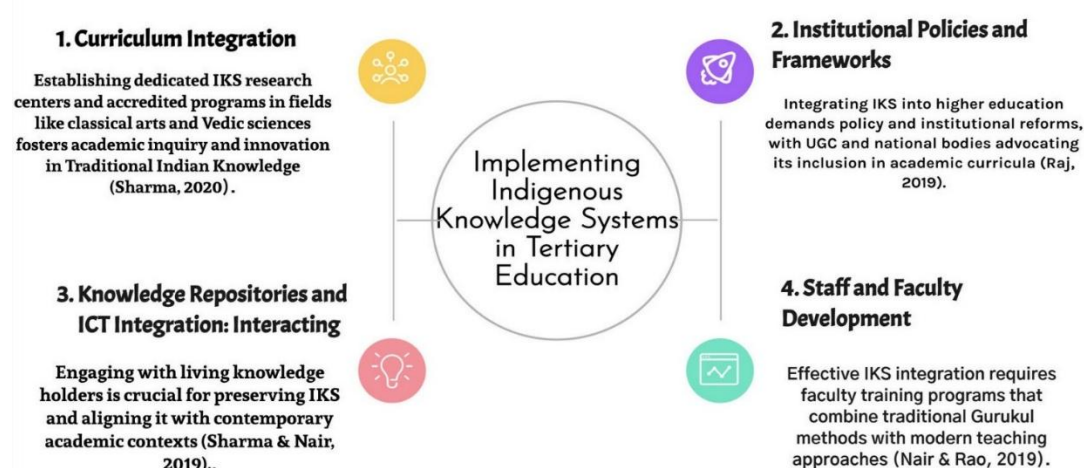 1. Curriculum Integration
Establishing dedicated IKS research
centers and accredited programs in fields
like classical arts and Vedic sciences
fosters academic inquiry and innovation
in Traditional Indian Knowledge
(Sharma, 2020).
2. Institutional Policies and
Frameworks
Integrating IKS into higher education
demands policy and institutional reforms,
with UGC and national bodies advocating
its inclusion in academic curricula (Raj,
2019).
Implementing
Indigenous
Knowledge Systems
in Tertiary
Education
3. Knowledge Repositories and
ICT Integration: Interacting
Engaging with living knowledge
holders is crucial for preserving IKS
and aligning it with contemporary
academic contexts (Sharma & Nair,
2019)..
4. Staff and Faculty
Development
Effective IKS integration requires
faculty training programs that
combine traditional Gurukul
methods with modern teaching
approaches (Nair & Rao, 2019).